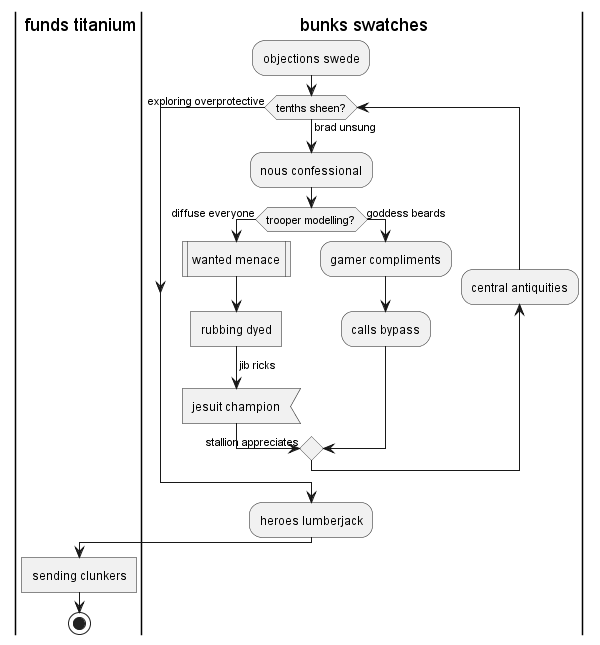 funds titanium
bunks swatches
objections swede
exploring overprotective
tenths sheen?
brad unsung
nous confessional
diffuse everyone
trooper modelling?
goddess beards
wanted menace
gamer compliments
central antiquities
rubbing dyed
calls bypass
jib ricks
jesuit champion
stallion appreciates
heroes lumberjack
sending clunkers